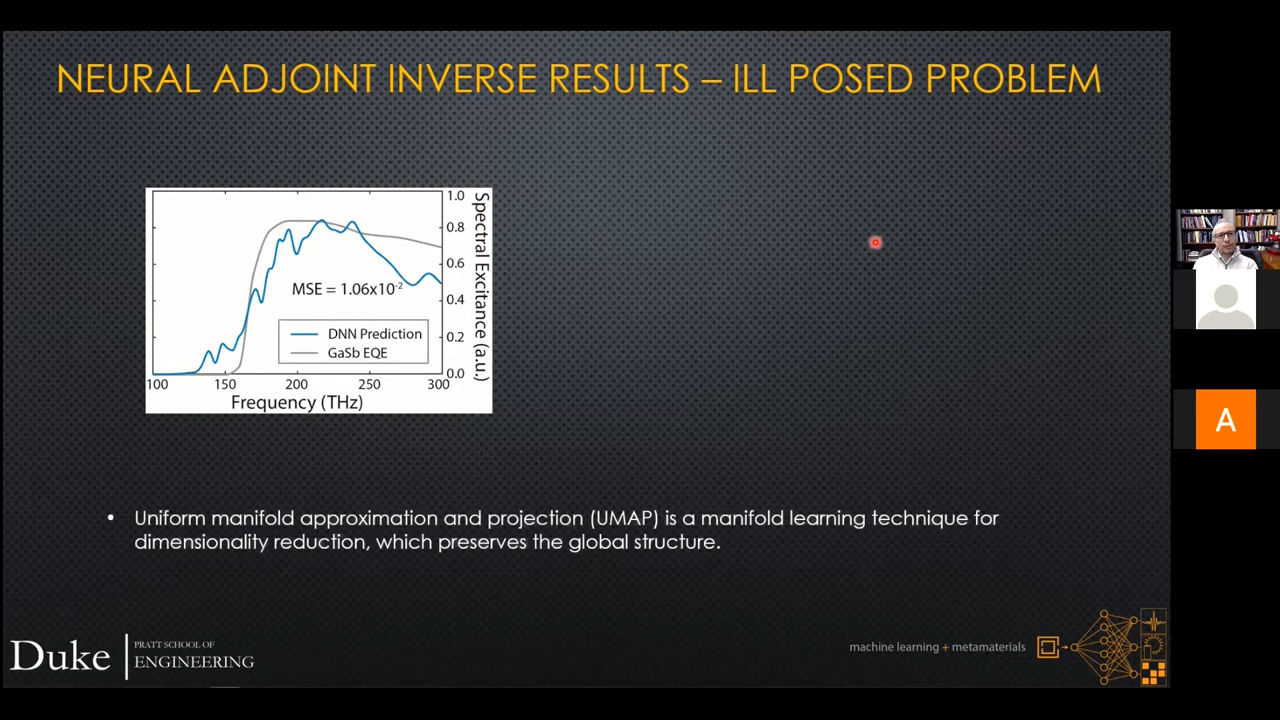 NEURAL ADJOINT INVERSE RESULTS – ILL POSED PROBLEM
1.0
0.8
0.6
0.4
0.2
0.0
Spectral Excitance (a.u.)
MSE = 1.06x10⁻²
DNN Prediction
GaSb EQE
100 150 200 250 300
Frequency (THz)
• Uniform manifold approximation and projection (UMAP) is a manifold learning technique for
dimensionality reduction, which preserves the global structure.
Duke
PRATT SCHOOL OF
ENGINEERING
machine learning + metamaterials
A